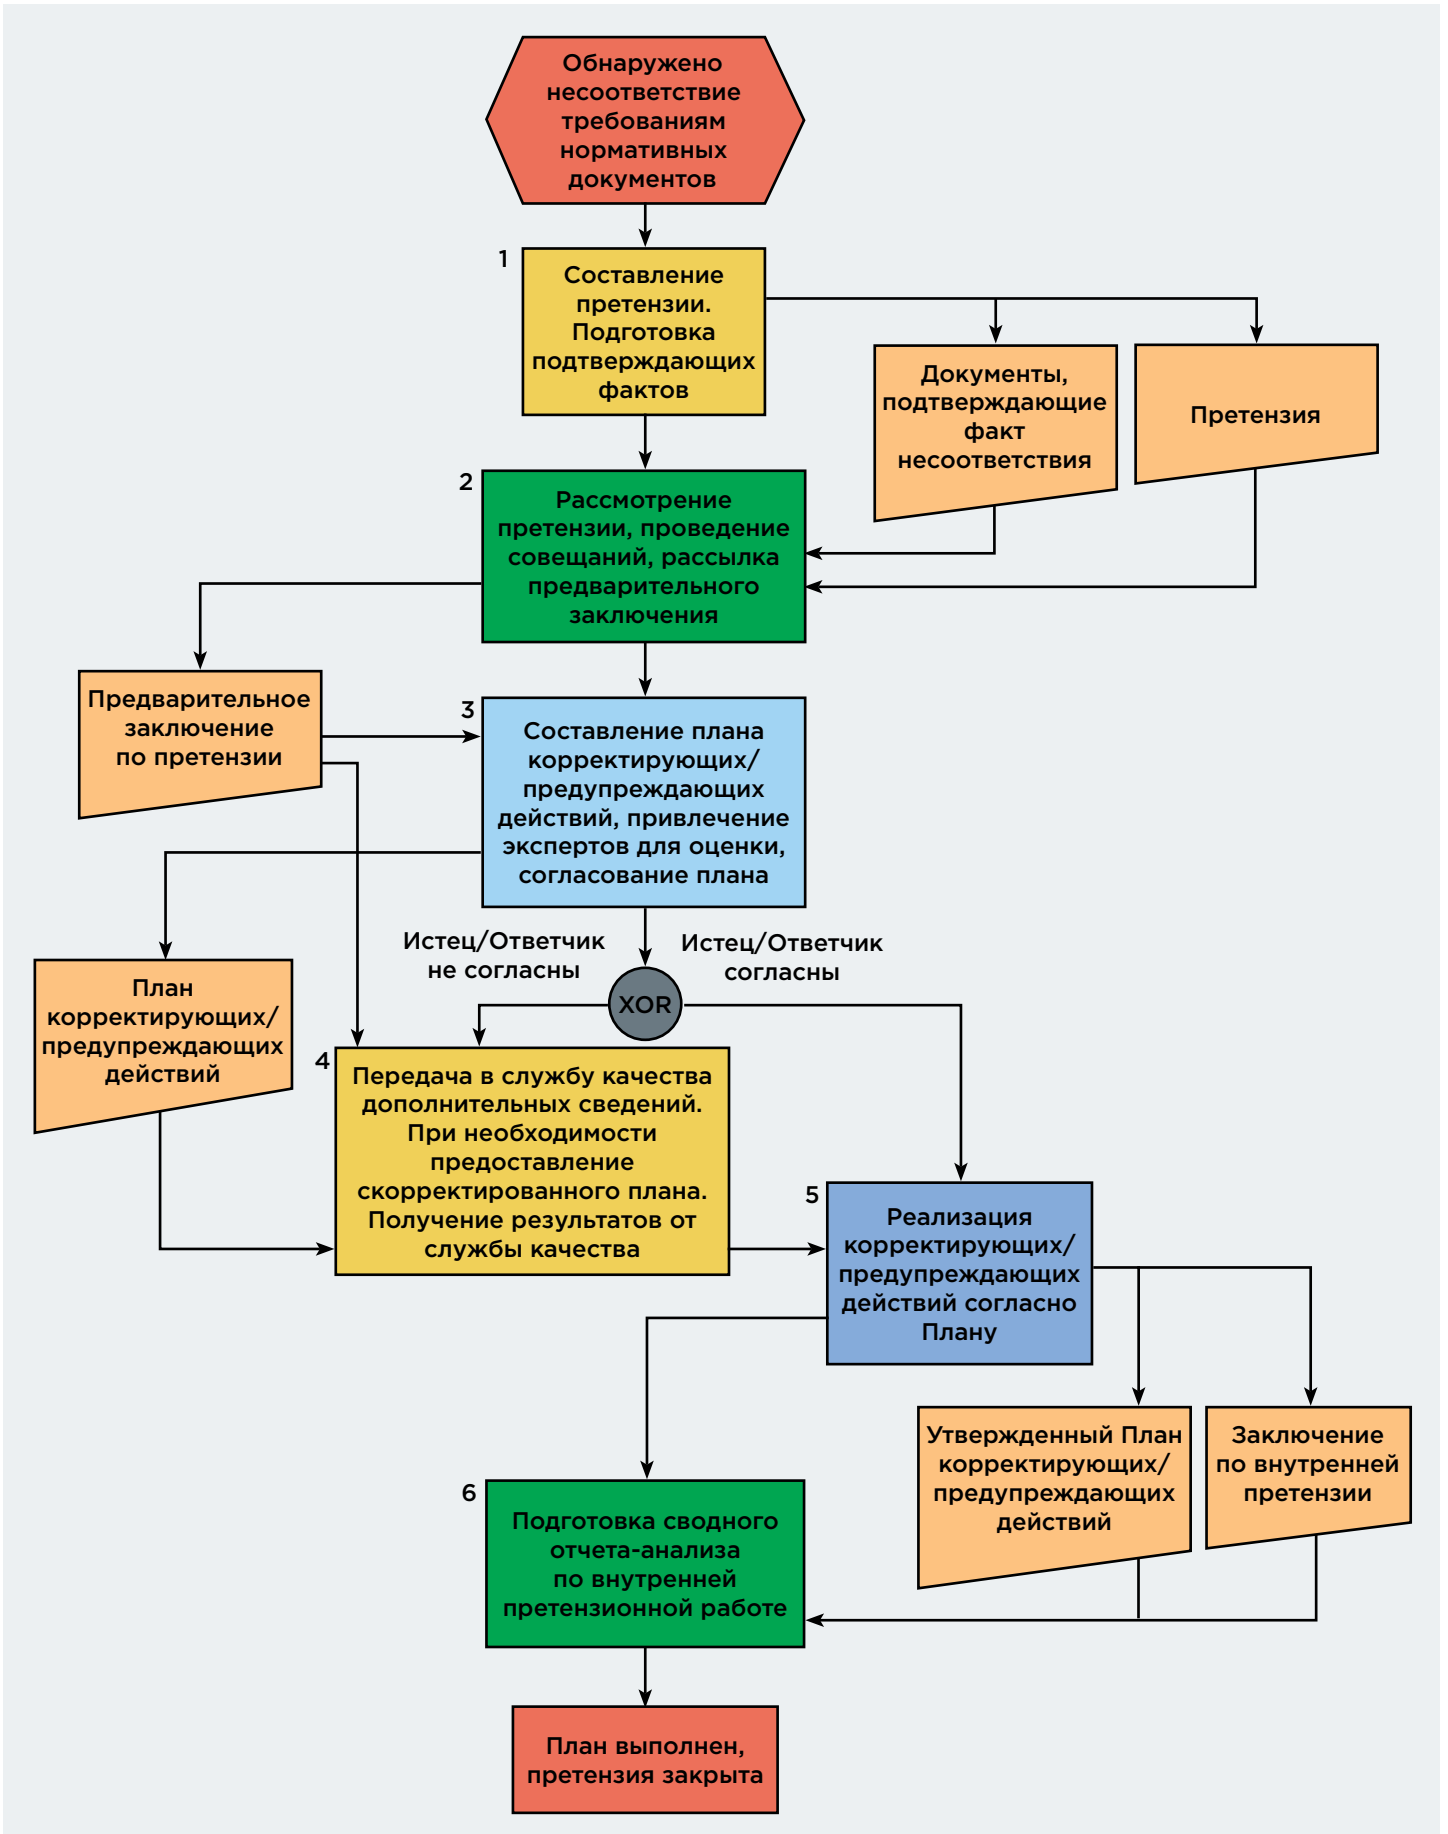 Обнаружено
несоответствие
требованиям
нормативных
документов
1
Составление
претензии.
Подготовка
подтверждающих
фактов
Документы,
подтверждающие
факт
несоответствия
Претензия
2
Рассмотрение
претензии, проведение
совещаний, рассылка
предварительного
заключения
Предварительное
заключение
по претензии
3
Составление плана
корректирующих/
предупреждающих
действий, привлечение
экспертов для оценки,
согласование плана
Истец/Ответчик
не согласны
Истец/Ответчик
согласны
XOR
План
корректирующих/
предупреждающих
действий
4
Передача в службу качества
дополнительных сведений.
При необходимости
предоставление
скорректированного плана.
Получение результатов от
службы качества
5
Реализация
корректирующих/
предупреждающих
действий согласно
Плану
Утвержденный План
корректирующих/
предупреждающих
действий
Заключение
по внутренней
претензии
6
Подготовка сводного
отчета-анализа
по внутренней
претензионной работе
План выполнен,
претензия закрыта